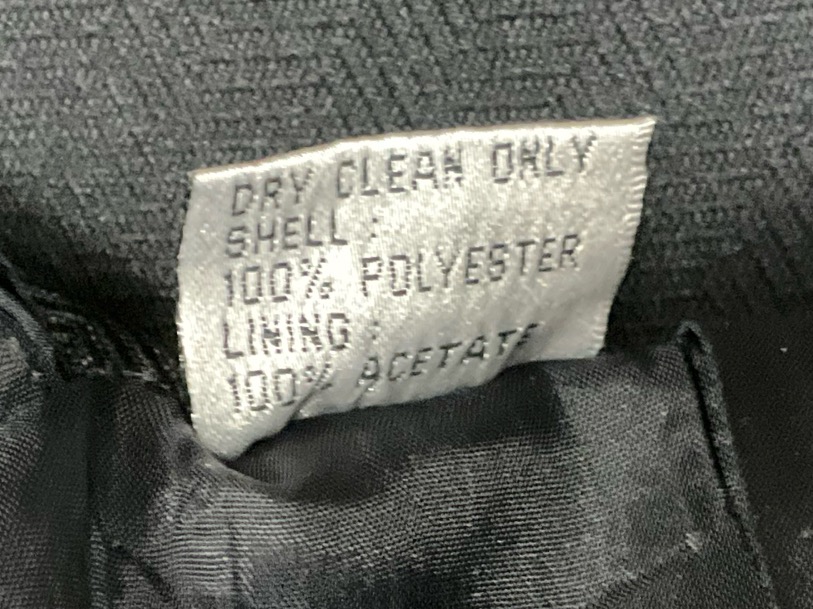 DRY CLEAN ONLY
SHELL :
100% POLYESTER
LINING :
100% ACETATE